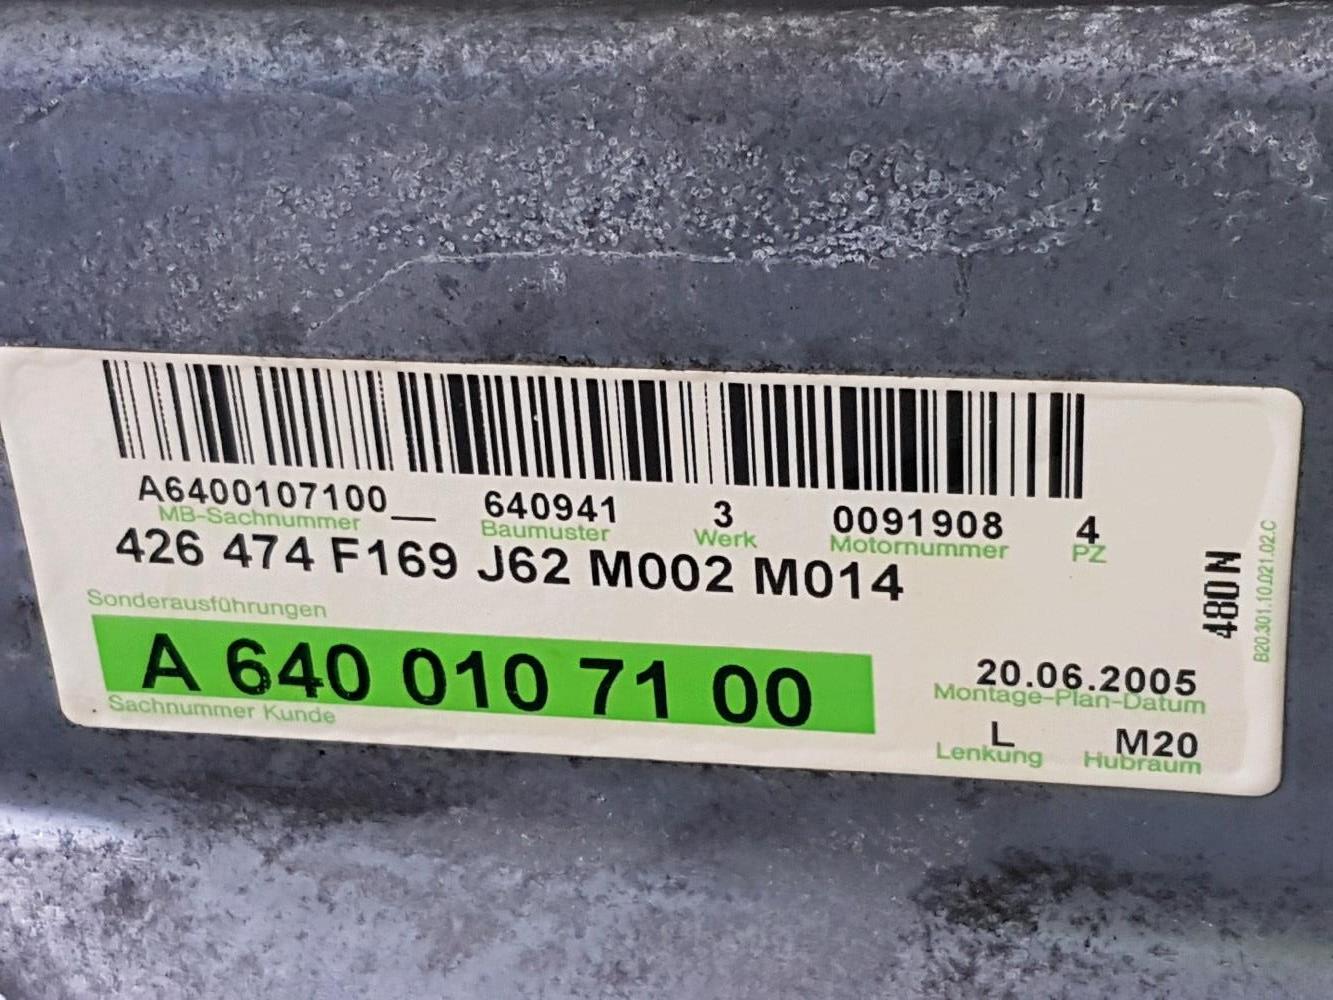 A6400107100__ 640941 3 0091908 4
MB-Sachnummer Baumuster Werk Motornummer PZ
426 474 F169 J62 M002 M014
Sonderausführungen
A 640 010 71 00
Sachnummer Kunde
20.06.2005
Montage-Plan-Datum
L M20
Lenkung Hubraum
480 N
B20.301.10.021.02.C